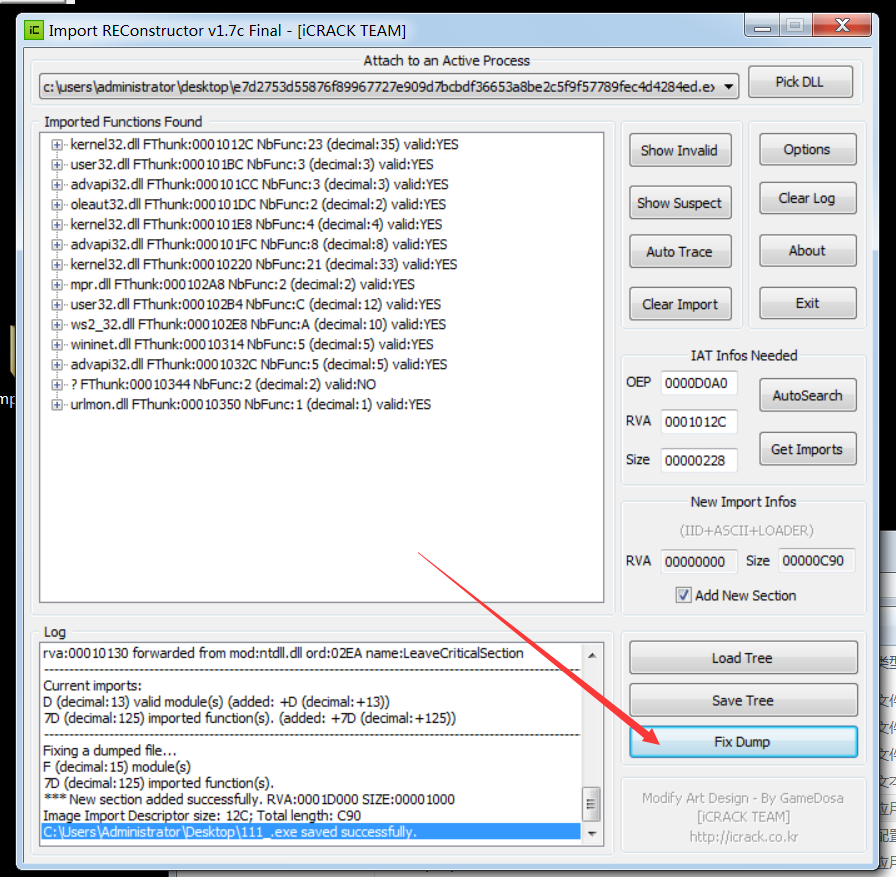 Import REConstructor v1.7c Final - [iCRACK TEAM]
Attach to an Active Process
c:\users\administrator\desktop\e7d2753d55876f89967727e909d7bcbdf36653a8be2c5f9f57789fec4d4284ed.ex
Pick DLL
Imported Functions Found
kernel32.dll FThunk:0001012C NbFunc:23 (decimal:35) valid:YES
user32.dll FThunk:000101BC NbFunc:3 (decimal:3) valid:YES
advapi32.dll FThunk:000101CC NbFunc:3 (decimal:3) valid:YES
oleaut32.dll FThunk:000101DC NbFunc:2 (decimal:2) valid:YES
kernel32.dll FThunk:000101E8 NbFunc:4 (decimal:4) valid:YES
advapi32.dll FThunk:000101FC NbFunc:8 (decimal:8) valid:YES
kernel32.dll FThunk:00010220 NbFunc:21 (decimal:33) valid:YES
mpr.dll FThunk:000102A8 NbFunc:2 (decimal:2) valid:YES
user32.dll FThunk:000102B4 NbFunc:C (decimal:12) valid:YES
ws2_32.dll FThunk:000102E8 NbFunc:A (decimal:10) valid:YES
wininet.dll FThunk:00010314 NbFunc:5 (decimal:5) valid:YES
advapi32.dll FThunk:0001032C NbFunc:5 (decimal:5) valid:YES
? FThunk:00010344 NbFunc:2 (decimal:2) valid:NO
urlmon.dll FThunk:00010350 NbFunc:1 (decimal:1) valid:YES
Show Invalid
Options
Show Suspect
Clear Log
Auto Trace
About
Clear Import
Exit
IAT Infos Needed
OEP 0000D0A0
AutoSearch
RVA 0001012C
Get Imports
Size 00000228
New Import Infos
(IID+ASCII+LOADER)
RVA 00000000 Size 00000C90
Add New Section
Log
rva:00010130 forwarded from mod:ntdll.dll ord:02EA name:LeaveCriticalSection
Current imports:
D (decimal:13) valid module(s) (added: +D (decimal:+13))
7D (decimal:125) imported function(s). (added: +7D (decimal:+125))
Fixing a dumped file...
F (decimal:15) module(s)
7D (decimal:125) imported function(s).
*** New section added successfully. RVA:0001D000 SIZE:00001000
Image Import Descriptor size: 12C; Total length: C90
C:\Users\Administrator\Desktop\111_.exe saved successfully.
Load Tree
Save Tree
Fix Dump
Modify Art Design - By GameDosa
[iCRACK TEAM]
http://icrack.co.kr